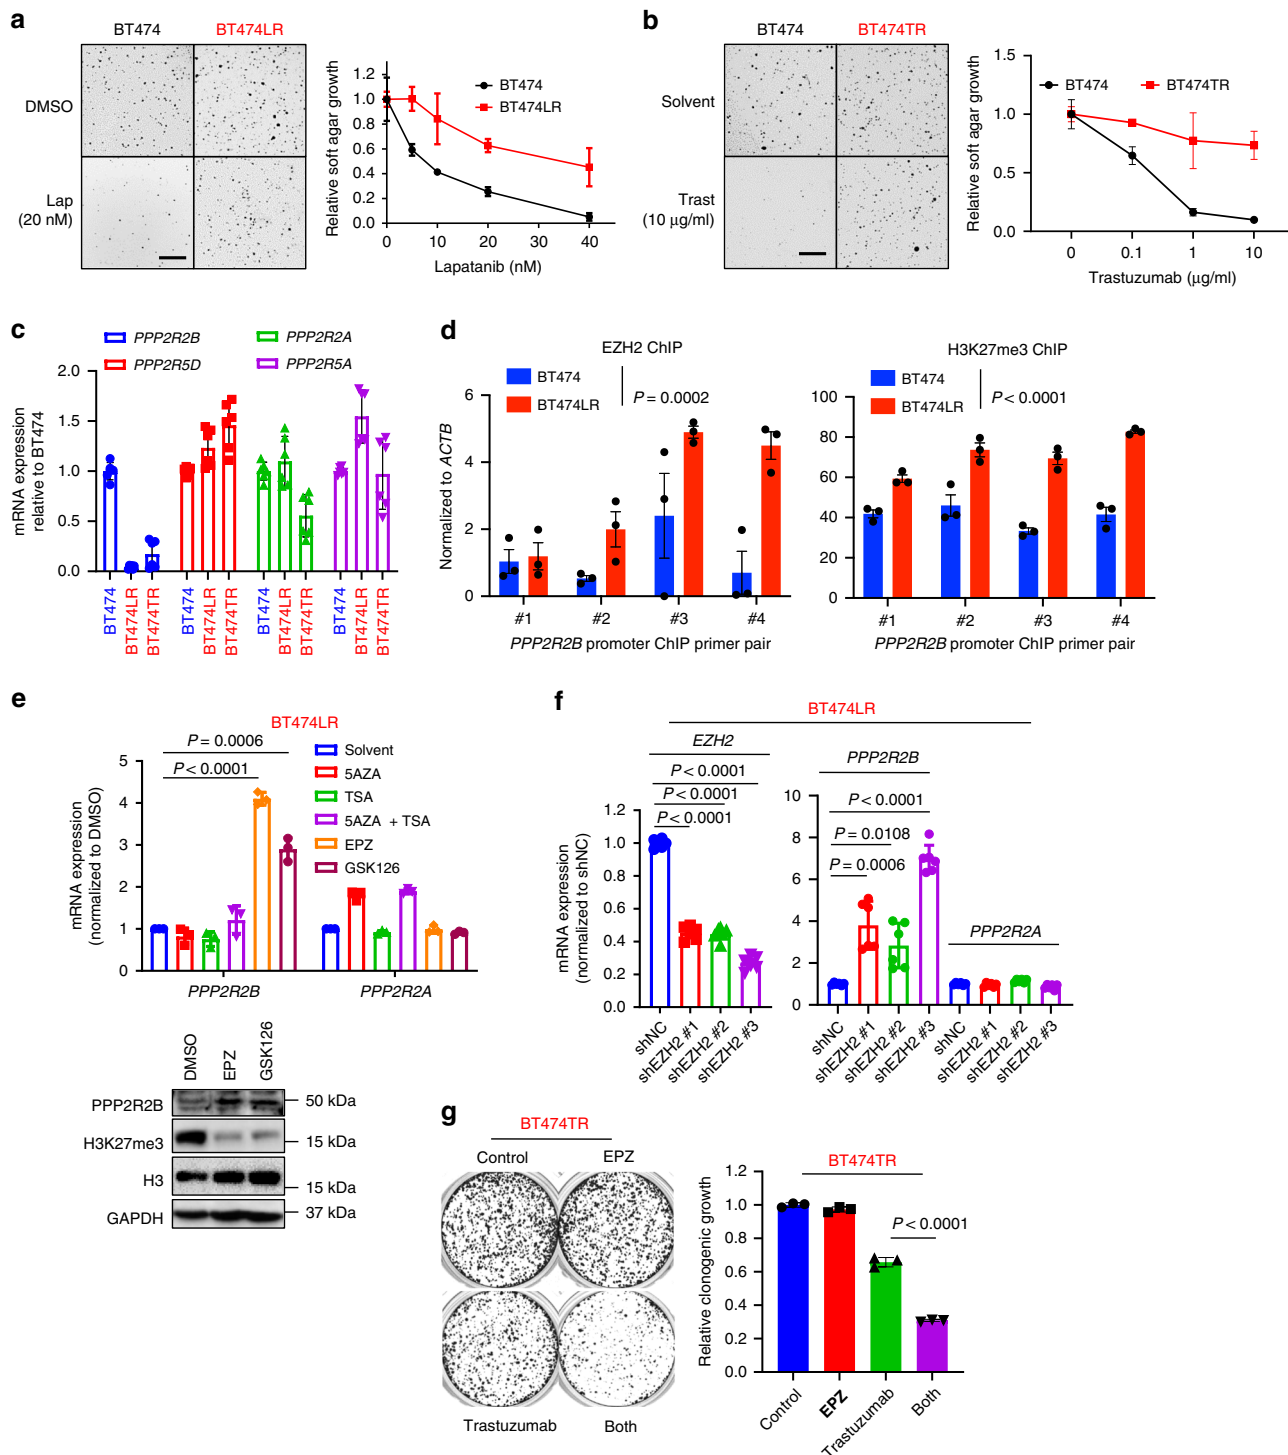 a
BT474 BT474LR
DMSO
Lap
(20 nM)
Relative soft agar growth
1.2
1.0
0.8
0.6
0.4
0.2
0.0
BT474
BT474LR
0 10 20 30 40
Lapatanib (nM)
b
BT474 BT474TR
Solvent
Trast
(10 μg/ml)
Relative soft agar growth
1.5
1.0
0.5
0.0
BT474 BT474TR
0 0.1 1 10
Trastuzumab (μg/ml)
c
PPP2R2B PPP2R2A
PPP2R5D PPP2R5A
mRNA expression
relative to BT474
2.0
1.5
1.0
0.5
0.0
BT474 BT474LR BT474TR BT474 BT474LR BT474TR BT474 BT474LR BT474TR BT474 BT474LR BT474TR
d
EZH2 ChIP
BT474
BT474LR
P = 0.0002
Normalized to ACTB
6
4
2
0
#1 #2 #3 #4
PPP2R2B promoter ChIP primer pair
H3K27me3 ChIP
BT474
BT474LR
P < 0.0001
100
80
60
40
20
0
#1 #2 #3 #4
PPP2R2B promoter ChIP primer pair
e
BT474LR
P = 0.0006
P < 0.0001
Solvent
5AZA
TSA
5AZA + TSA
EPZ
GSK126
mRNA expression
(normalized to DMSO)
5
4
3
2
1
0
PPP2R2B PPP2R2A
DMSO EPZ GSK126
PPP2R2B 50 kDa
H3K27me3 15 kDa
H3 15 kDa
GAPDH 37 kDa
f
BT474LR
EZH2
P < 0.0001
P < 0.0001
P < 0.0001
mRNA expression
(normalized to shNC)
1.2
1.0
0.8
0.6
0.4
0.2
0.0
shNC shEZH2 #1 shEZH2 #2 shEZH2 #3
PPP2R2B
P < 0.0001
P = 0.0108
P = 0.0006
PPP2R2A
10
8
6
4
2
0
shNC shEZH2 #1 shEZH2 #2 shEZH2 #3 shNC shEZH2 #1 shEZH2 #2 shEZH2 #3
g
BT474TR
Control EPZ
Trastuzumab Both
BT474TR
P < 0.0001
Relative clonogenic growth
1.2
1.0
0.8
0.6
0.4
0.2
0.0
Control EPZ Trastuzumab Both